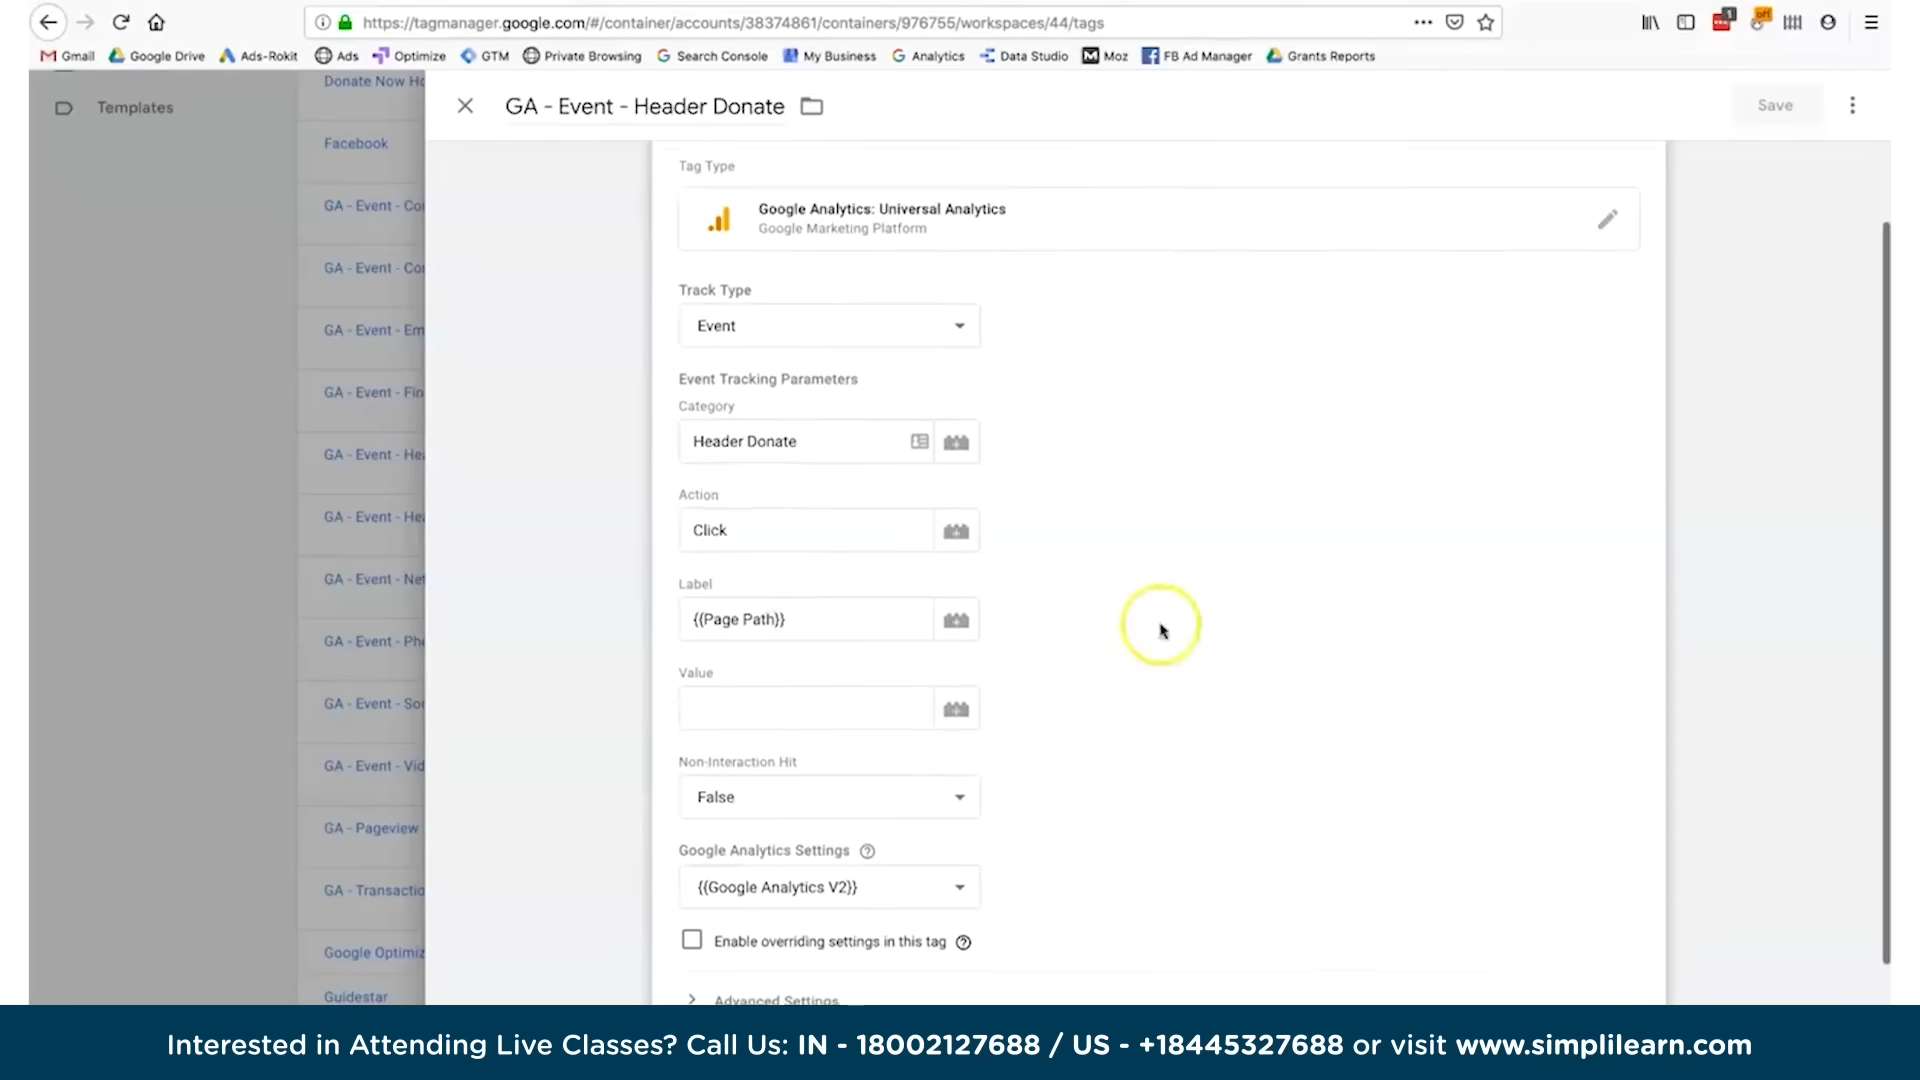 https://tagmanager.google.com/#/container/accounts/38374861/containers/976755/workspaces/44/tags
1
off
Gmail Google Drive Ads-Rokit Ads Optimize GTM Private Browsing Search Console My Business Analytics Data Studio Moz FB Ad Manager Grants Reports
Templates
Donate Now Ho
Facebook
GA - Event - Con
GA - Event - Con
GA - Event - Em
GA - Event - Fin
GA - Event - Hea
GA - Event - Hea
GA - Event - Net
GA - Event - Pho
GA - Event - Son
GA - Event - Vid
GA - Pageview
GA - Transactio
Google Optimiz
Guidestar
GA - Event - Header Donate
Save
Tag Type
Google Analytics: Universal Analytics
Google Marketing Platform
Track Type
Event
Event Tracking Parameters
Category
Header Donate
Action
Click
Label
{{Page Path}}
Value
Non-Interaction Hit
False
Google Analytics Settings
{{Google Analytics V2}}
Enable overriding settings in this tag
Advanced Settings
Interested in Attending Live Classes? Call Us: IN - 18002127688 / US - +18445327688 or visit www.simplilearn.com